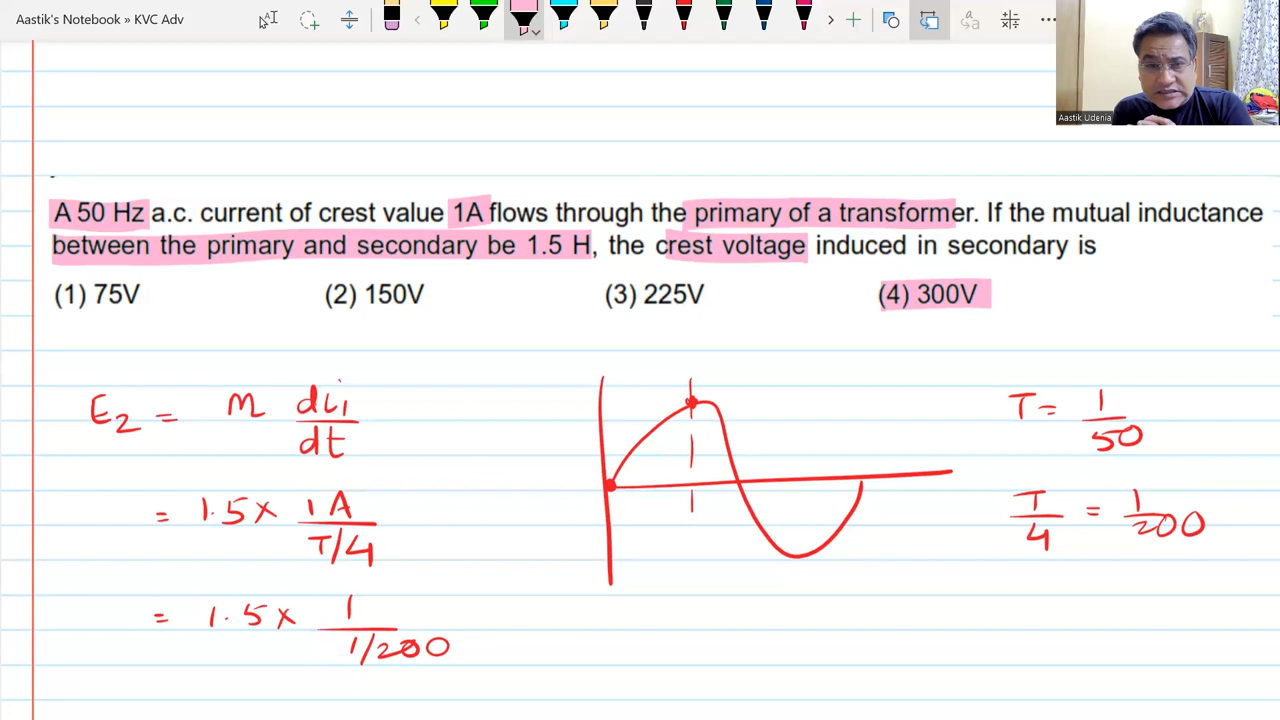 Aastik's Notebook » KVC Adv
Aastik Udenia
A 50 Hz a.c. current of crest value 1A flows through the primary of a transformer. If the mutual inductance
between the primary and secondary be 1.5 H, the crest voltage induced in secondary is
(1) 75V (2) 150V (3) 225V (4) 300V
E2 = M di1/dt
= 1.5 × 1A/T/4
= 1.5 × 1/1/200
T = 1/50
T/4 = 1/200